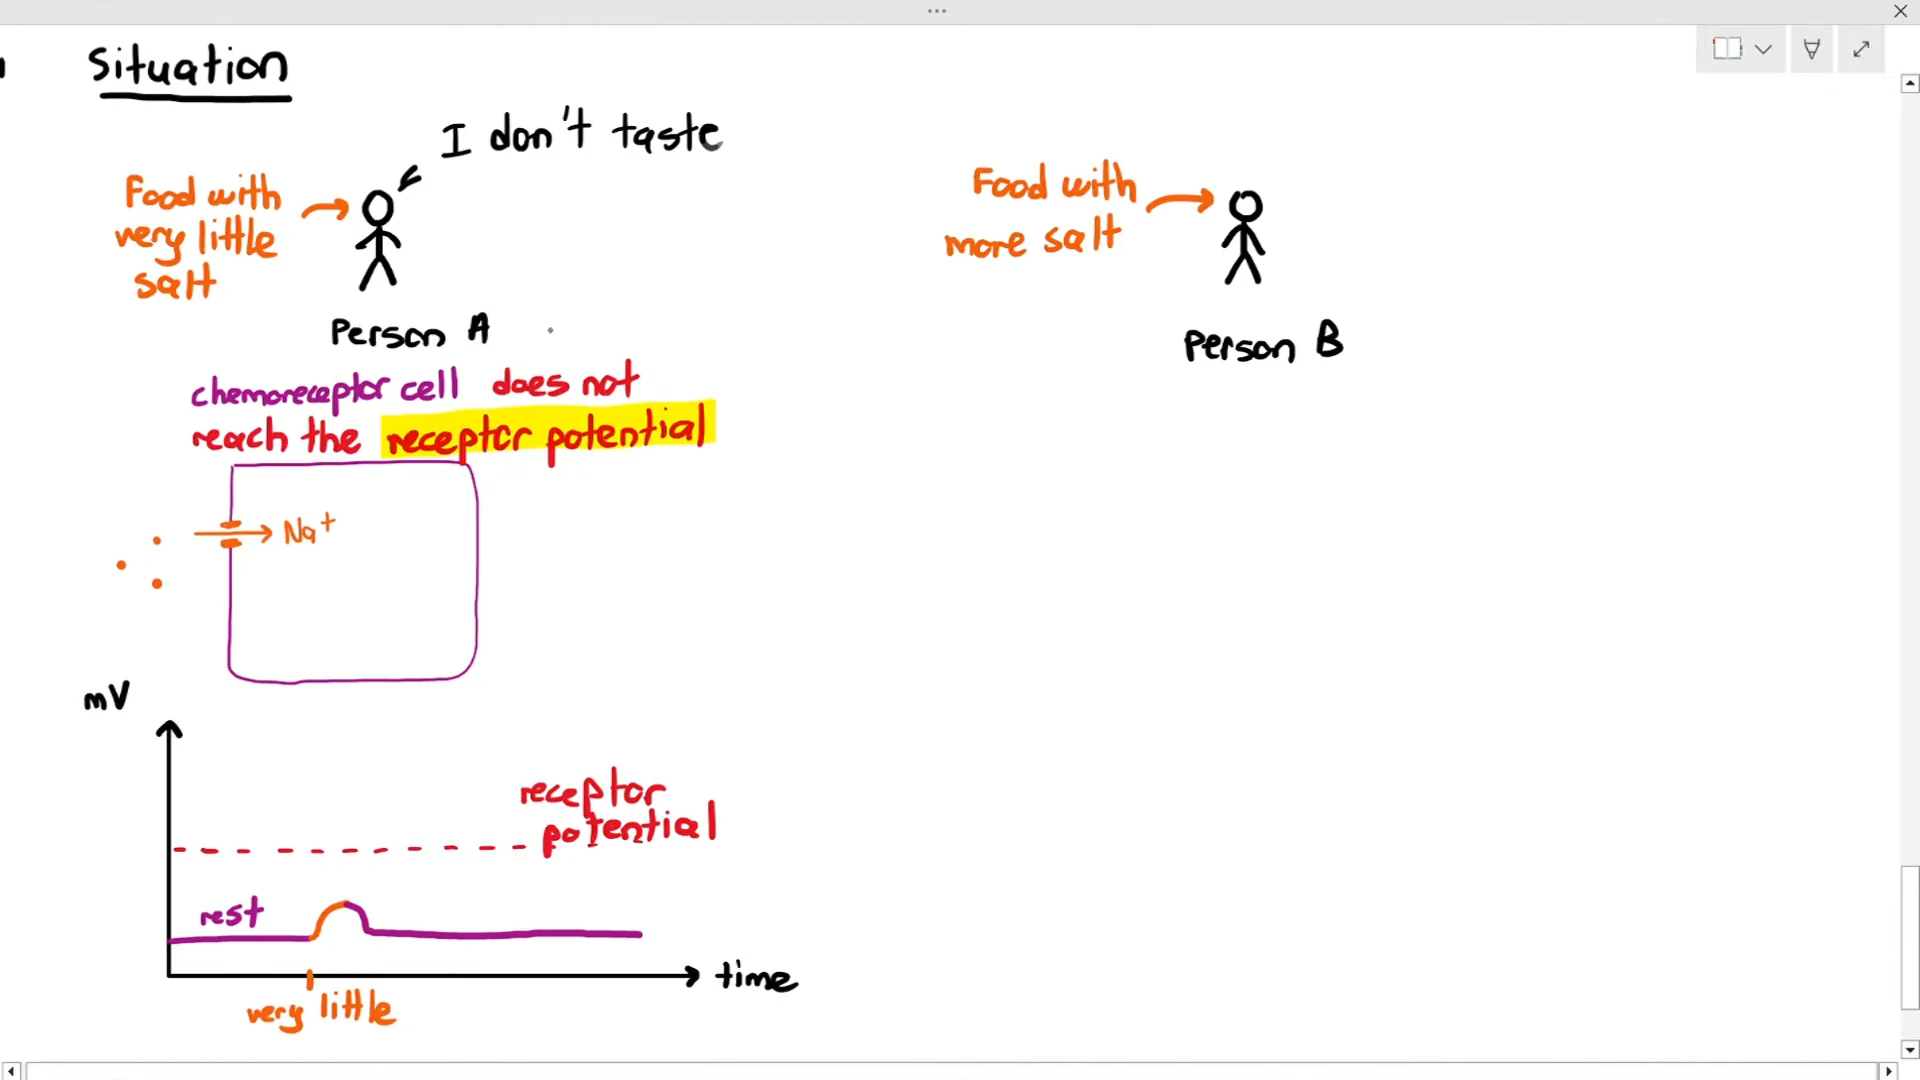 Situation
I don't taste
Food with
very little
salt
Person A
chemoreceptor cell does not
reach the receptor potential
Na+
mV
receptor
potential
rest
time
very little
Food with
more salt
Person B